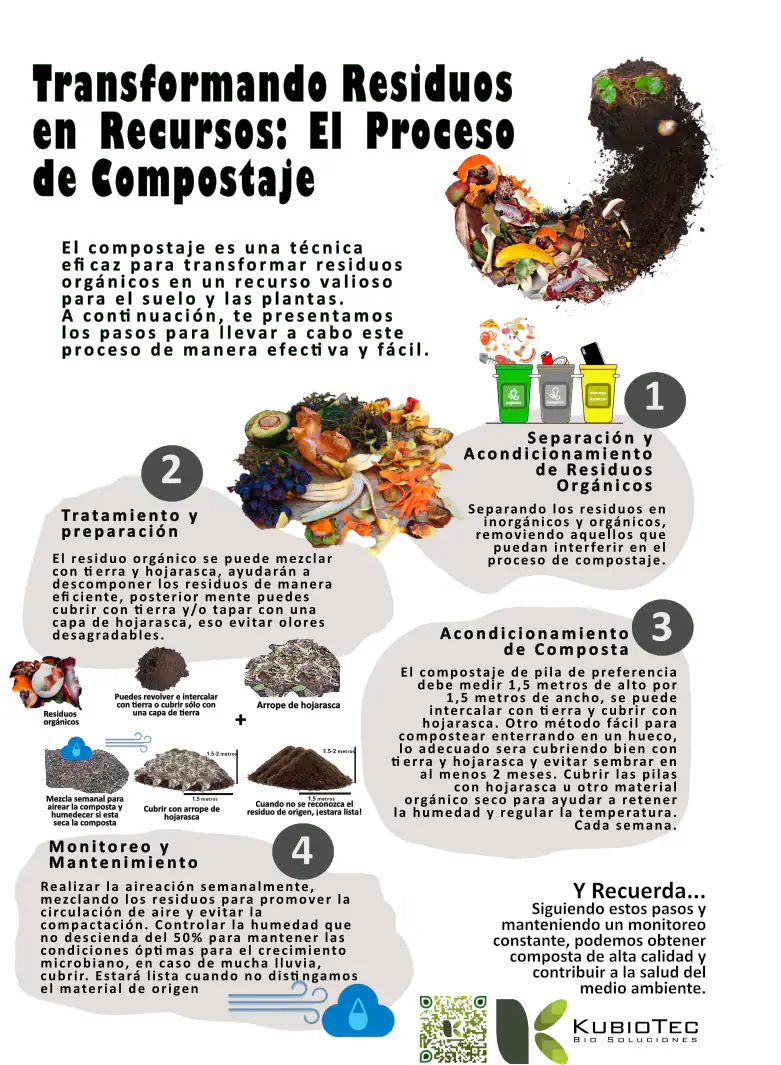 Transformando Residuos
en Recursos: El Proceso
de Compostaje
El compostaje es una técnica
eficaz para transformar residuos
orgánicos en un recurso valioso
para el suelo y las plantas.
A continuación, te presentamos
los pasos para llevar a cabo este
proceso de manera efectiva y fácil.
1
Separación y
Acondicionamiento
de Residuos
Orgánicos
Separando los residuos en
inorgánicos y orgánicos,
removiendo aquellos que
puedan interferir en el
proceso de compostaje.
2
Tratamiento y
preparación
El residuo orgánico se puede mezclar
con tierra y hojarasca, ayudarán a
descomponer los residuos de manera
eficiente, posterior mente puedes
cubrir con tierra y/o tapar con una
capa de hojarasca, eso evitar olores
desagradables.
Residuos
orgánicos
Puedes revolver e intercalar
con tierra o cubrir sólo con
una capa de tierra
+
Arrope de hojarasca
Mezcla semanal para
airear la composta y
humedecer si esta
seca la composta
1.5-2 metros
1.5 metros
Cubrir con arrope de
hojarasca
1.5-2 metros
1.5 metros
Cuando no se reconozca el
residuo de origen, ¡estara lista!
3
Acondicionamiento
de Composta
El compostaje de pila de preferencia
debe medir 1,5 metros de alto por
1,5 metros de ancho, se puede
intercalar con tierra y cubrir con
hojarasca. Otro método fácil para
compostear enterrando en un hueco,
lo adecuado sera cubriendo bien con
tierra y hojarasca y evitar sembrar en
al menos 2 meses. Cubrir las pilas
con hojarasca u otro material
orgánico seco para ayudar a retener
la humedad y regular la temperatura.
Cada semana.
4
Monitoreo y
Mantenimiento
Realizar la aireación semanalmente,
mezclando los residuos para promover la
circulación de aire y evitar la
compactación. Controlar la humedad que
no descienda del 50% para mantener las
condiciones óptimas para el crecimiento
microbiano, en caso de mucha lluvia,
cubrir. Estará lista cuando no distingamos
el material de origen
Y Recuerda...
Siguiendo estos pasos y
manteniendo un monitoreo
constante, podemos obtener
composta de alta calidad y
contribuir a la salud del
medio ambiente.
KUBIOTEC
BIO SOLUCIONES